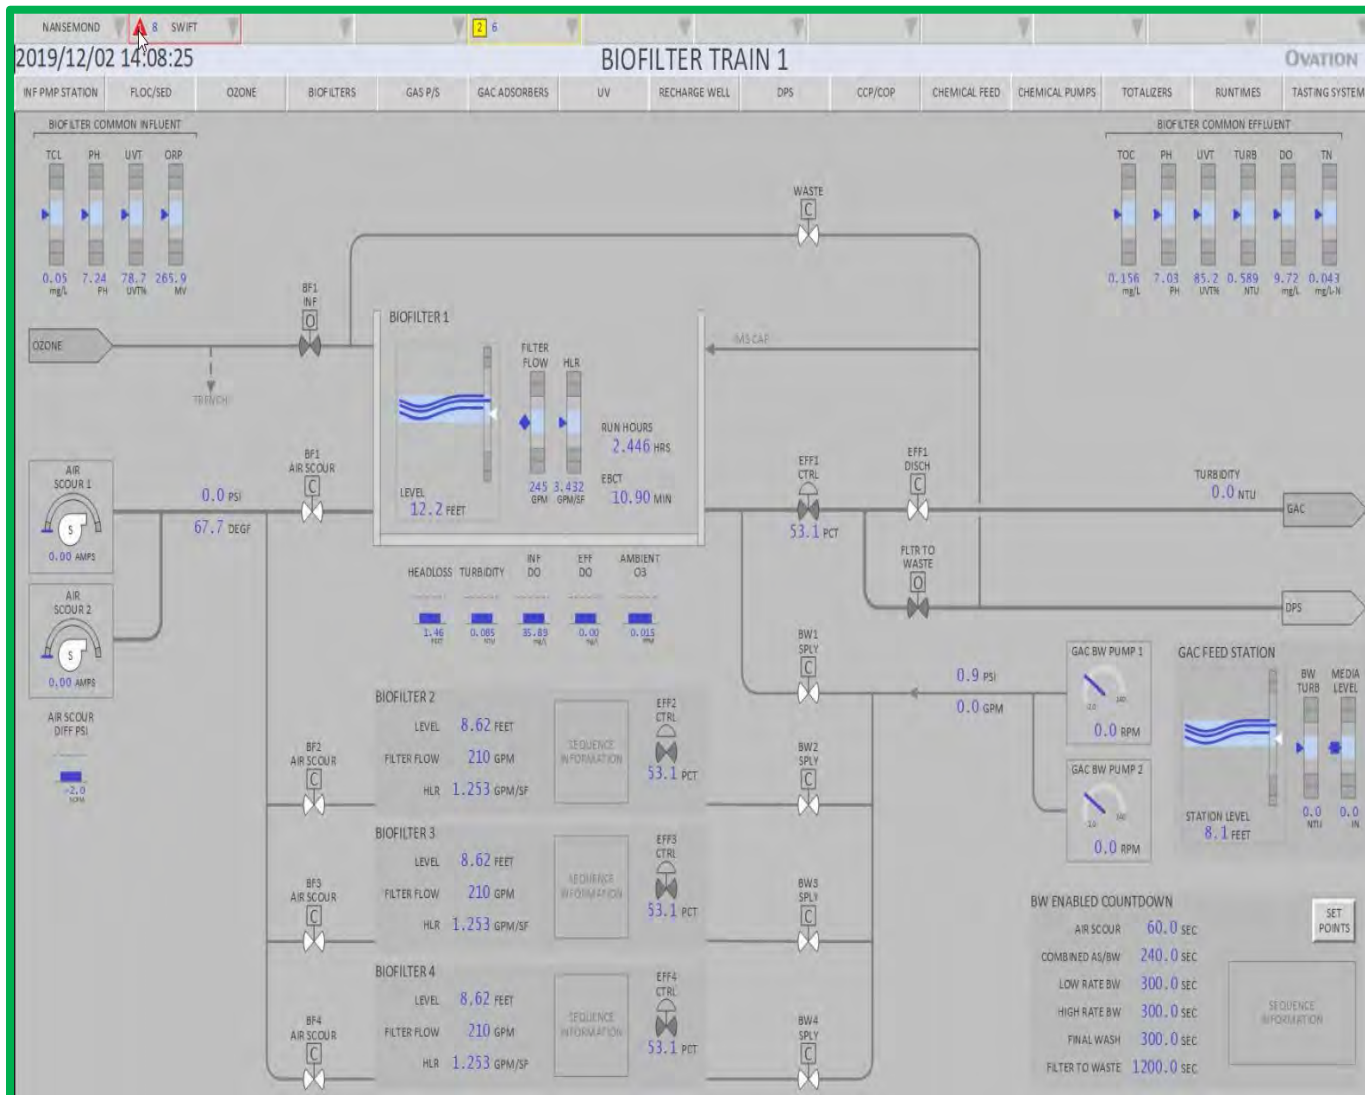 NANSEMOND
8 SWIFT
2 6
2019/12/02 14:08:25
BIOFILTER TRAIN 1
OVATION
INF PMP STATION FLOC/SED OZONE BIOFILTERS GAS P/S GAC ADSORBERS UV RECHARGE WELL DPS CCP/COP CHEMICAL FEED CHEMICAL PUMPS TOTALIZERS RUNTIMES TASTING SYSTEM
BIOFILTER COMMON INFLUENT
TCL PH UVT ORP
0.05 7.24 78.7 265.9
mg/L PH UVT% MV
BIOFILTER COMMON EFFLUENT
TOC PH UVT TURB DO TN
0.156 7.03 85.2 0.589 9.72 0.043
mg/L PH UVT% NTU mg/L mg/L-N
WASTE
C
BF1
INF
O
OZONE
TRENCH
BIOFILTER 1
FILTER
FLOW HLR
245 3.432
GPM GPM/SF
LEVEL
12.2 FEET
RUN HOURS
2.446 HRS
EBCT
10.90 MIN
AIR
SCOUR 1
S
0.00 AMPS
0.0 PSI
67.7 DEGF
BF1
AIR SCOUR
C
AIR
SCOUR 2
S
0.00 AMPS
AIR SCOUR
DIFF PSI
-2.0
HEADLOSS TURBIDITY INF DO EFF DO AMBIENT O3
1.46 0.085 35.89 0.00 0.015
FEET NTU mg/L mg/L
EFF1
CTRL
53.1 PCT
EFF1
DISCH
C
FLTR TO
WASTE
O
TURBIDITY
0.0 NTU
GAC
DPS
BW1
SPLY
C
0.9 PSI
0.0 GPM
GAC BW PUMP 1
140
0.0 RPM
GAC BW PUMP 2
140
0.0 RPM
GAC FEED STATION
STATION LEVEL
8.1 FEET
BW
TURB
0.0
NTU
MEDIA
LEVEL
0.0
IN
BIOFILTER 2
LEVEL 8.62 FEET
FILTER FLOW 210 GPM
HLR 1.253 GPM/SF
SEQUENCE
INFORMATION
EFF2
CTRL
53.1 PCT
BF2
AIR SCOUR
C
BW2
SPLY
C
BIOFILTER 3
LEVEL 8.62 FEET
FILTER FLOW 210 GPM
HLR 1.253 GPM/SF
SEQUENCE
INFORMATION
EFF3
CTRL
53.1 PCT
BF3
AIR SCOUR
C
BW3
SPLY
C
BIOFILTER 4
LEVEL 8.62 FEET
FILTER FLOW 210 GPM
HLR 1.253 GPM/SF
SEQUENCE
INFORMATION
EFF4
CTRL
53.1 PCT
BF4
AIR SCOUR
C
BW4
SPLY
C
BW ENABLED COUNTDOWN
AIR SCOUR 60.0 SEC
COMBINED AS/BW 240.0 SEC
LOW RATE BW 300.0 SEC
HIGH RATE BW 300.0 SEC
FINAL WASH 300.0 SEC
FILTER TO WASTE 1200.0 SEC
SET
POINTS
SEQUENCE
INFORMATION